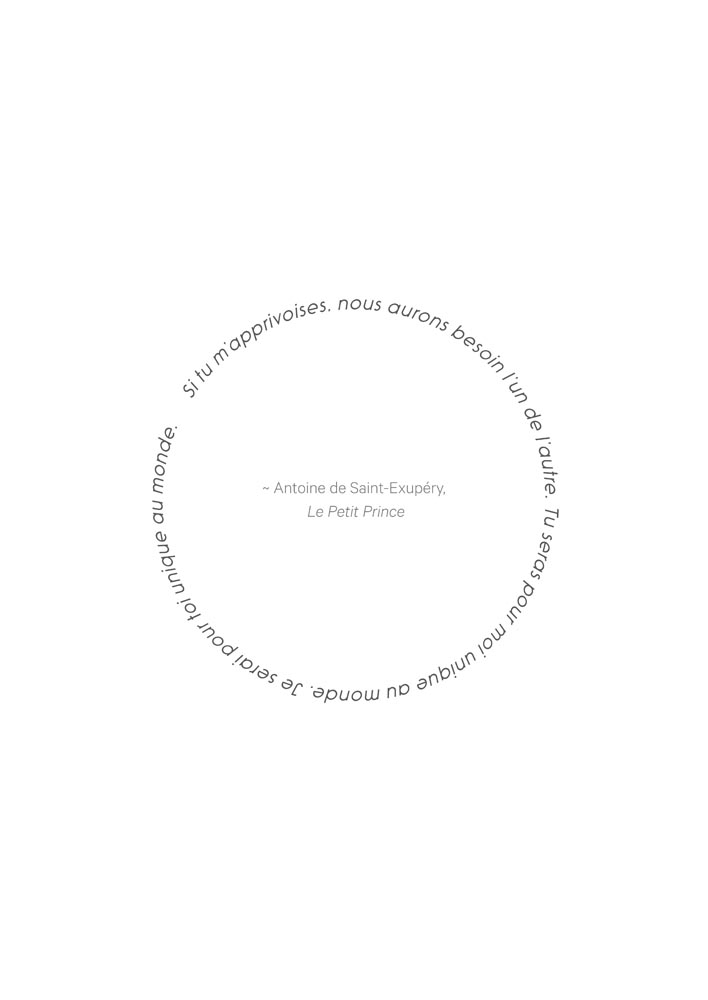 Si tu m'apprivoises, nous aurons besoin l'un de l'autre. Tu seras pour moi unique au monde. Je serai pour toi unique au monde.
~ Antoine de Saint-Exupéry,
Le Petit Prince